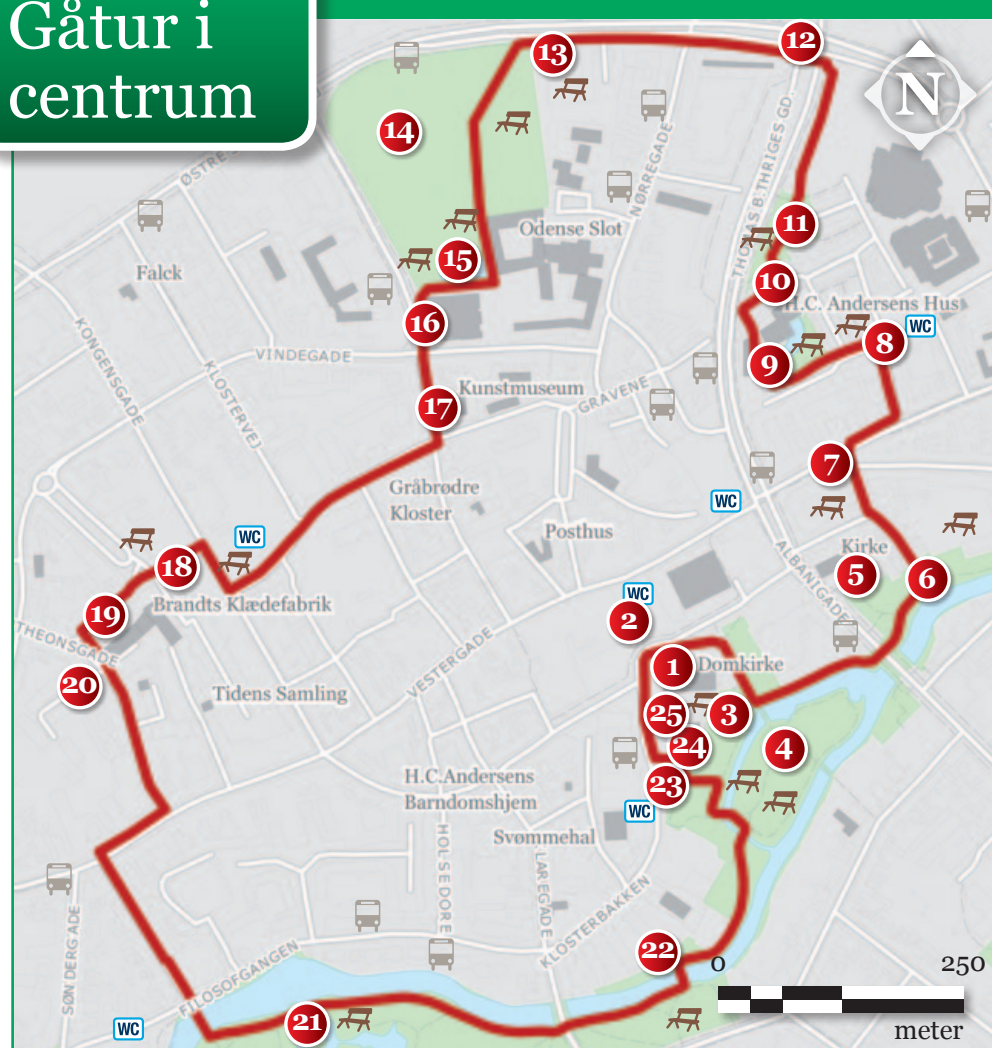 Gåtur i
centrum
13
12
N
14
ØSTRE S
NØRREGADE
THOMAS B. THRIGES GD.
Odense Slot
11
15
Falck
10
H.C. Andersens Hus
16
WC
8
VINDEGADE
9
KONGENSGADE
KLOSTERVEJ
Kunstmuseum
17
GRAVENE
7
Gråbrødre
Kloster
WC
Posthus
WC
ALBANIGADE
Kirke
5
6
18
WC
2
Brandts Klædefabrik
19
THEONSGADE
VESTERGADE
1
Domkirke
20
Tidens Samling
25
3
24
4
H.C.Andersens
Barndomshjem
23
WC
Svømmehal
HOLSEDORE
LAREGADE
KLOSTERBAKKEN
SØNDERGADE
FILOSOFGANGEN
22
0
250
meter
21
WC